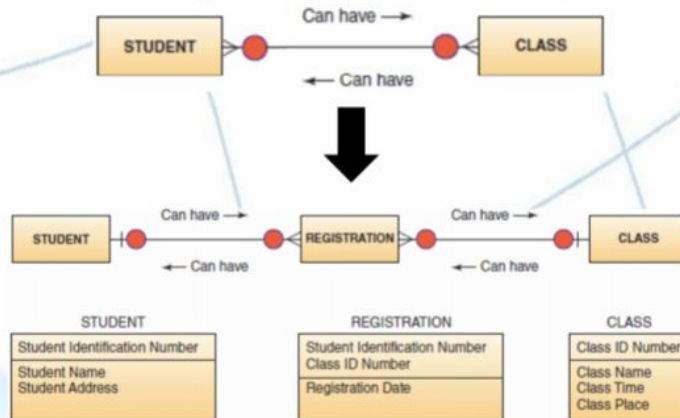 Can have →
STUDENT
CLASS
← Can have
Can have →
Can have →
STUDENT
REGISTRATION
CLASS
← Can have
← Can have
STUDENT
Student Identification Number
Student Name
Student Address
REGISTRATION
Student Identification Number
Class ID Number
Registration Date
CLASS
Class ID Number
Class Name
Class Time
Class Place